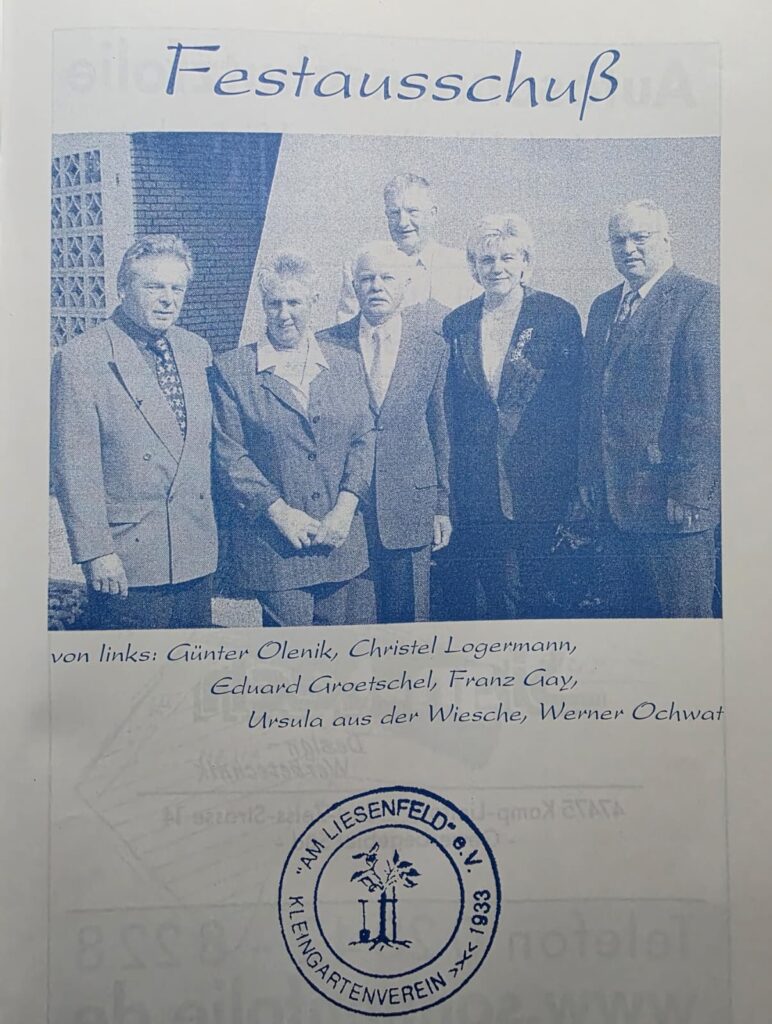 Festausschuß
von links: Günter Olenik, Christel Logermann,
Eduard Groetschel, Franz Gay,
Ursula aus der Wiesche, Werner Ochwat
"AM LIESENFELD" e.V.
KLEINGARTENVEREIN >X< 1933